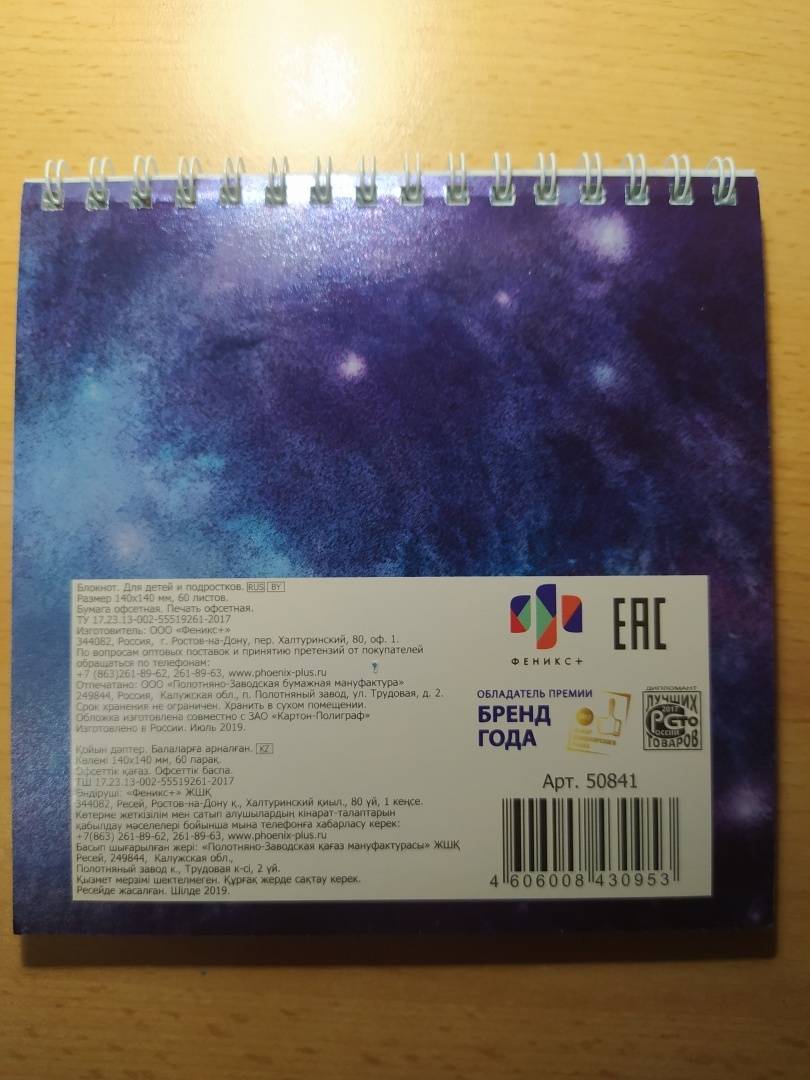 Блокнот. Для детей и подростков. RUS BY
Размер 140х140 мм, 60 листов.
Бумага офсетная. Печать офсетная.
ТУ 17.23.13-002-55519261-2017
Изготовитель: ООО «Феникс+»
344082, Россия, г. Ростов-на-Дону, пер. Халтуринский, 80, оф. 1.
По вопросам оптовых поставок и принятию претензий от покупателей
обращаться по телефонам:
+7 (863)261-89-62, 261-89-63, www.phoenix-plus.ru
Отпечатано: ООО «Полотняно-Заводская бумажная мануфактура»
249844, Россия, Калужская обл., п. Полотняный завод, ул. Трудовая, д. 2.
Срок хранения не ограничен. Хранить в сухом помещении.
Обложка изготовлена совместно с ЗАО «Картон-Полиграф»
Изготовлено в России. Июль 2019.
Қойын дәптер. Балаларға арналған. KZ
Көлемі 140х140 мм, 60 парақ.
Офсеттік қағаз. Офсеттік баспа.
ТШ 17.23.13-002-55519261-2017
Өндіруші: «Феникс+» ЖШҚ
344082, Ресей, Ростов-на-Дону қ., Халтуринский қиыл., 80 үй, 1 кеңсе.
Көтерме жеткізілім мен сатып алушылардың кінарат-талаптарын
қабылдау мәселелері бойынша мына телефонға хабарласу керек:
+7(863) 261-89-62, 261-89-63, www.phoenix-plus.ru
Басып шығарылған жері: «Полотняно-Заводская қағаз мануфактурасы» ЖШҚ
Ресей, 249844, Калужская обл.,
Полотняный завод к., Трудовая к-сі, 2 үй.
Қызмет мерзімі шектелмеген. Құрғақ жерде сақтау керек.
Ресейде жасалған. Шілде 2019.
ФЕНИКС+
ЕАС
ОБЛАДАТЕЛЬ ПРЕМИИ
БРЕНД
ГОДА
ДИПЛОМАНТ
ЛУЧШИХ
2017
РОССИИ
СТО
ТОВАРОВ
Арт. 50841
4 606008 430953